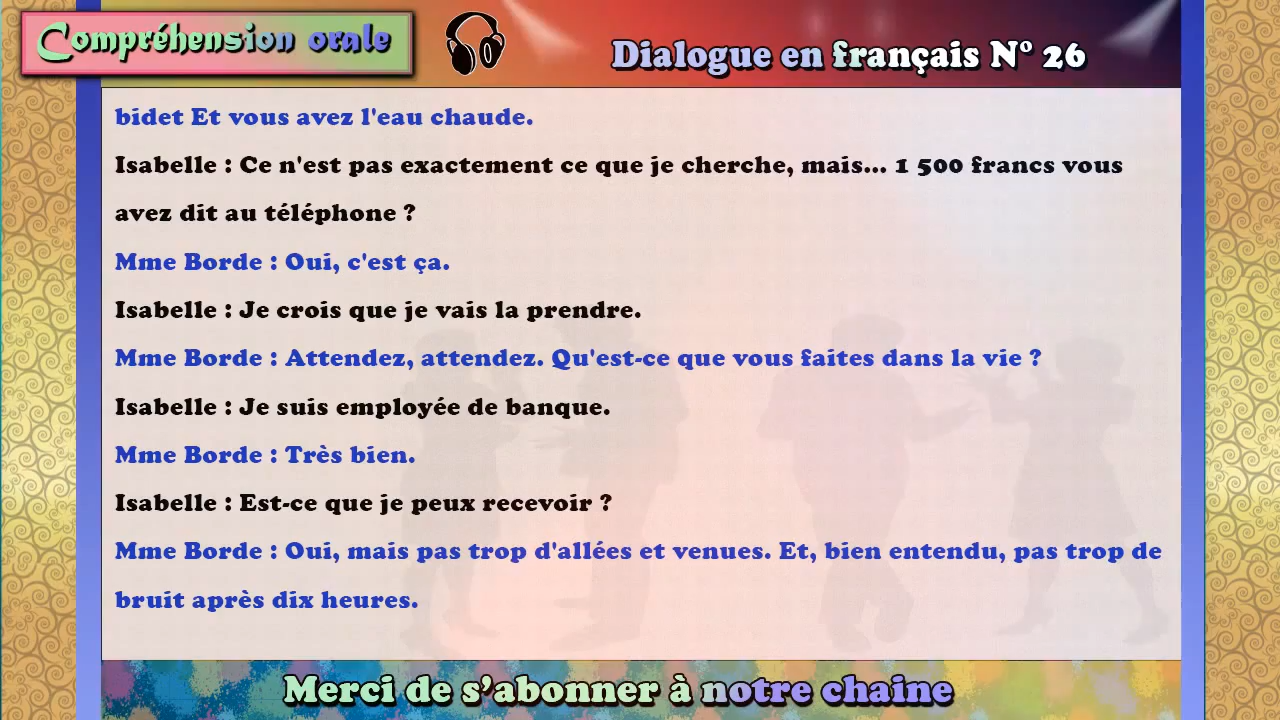 Compréhension orale
Dialogue en français N° 26
bidet Et vous avez l'eau chaude.
Isabelle : Ce n'est pas exactement ce que je cherche, mais... 1 500 francs vous
avez dit au téléphone ?
Mme Borde : Oui, c'est ça.
Isabelle : Je crois que je vais la prendre.
Mme Borde : Attendez, attendez. Qu'est-ce que vous faites dans la vie ?
Isabelle : Je suis employée de banque.
Mme Borde : Très bien.
Isabelle : Est-ce que je peux recevoir ?
Mme Borde : Oui, mais pas trop d'allées et venues. Et, bien entendu, pas trop de
bruit après dix heures.
Merci de s’abonner à notre chaine